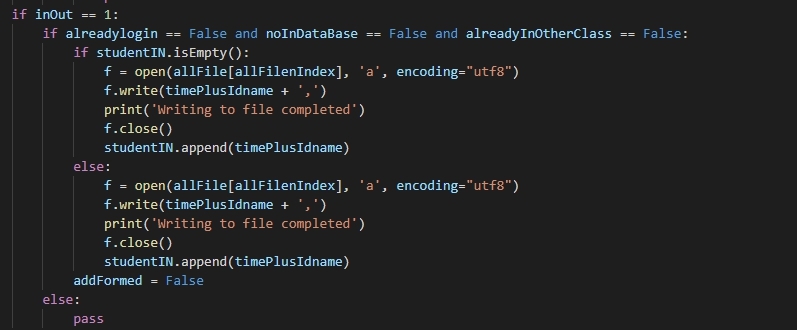 if inOut == 1:
    if alreadylogin == False and noInDataBase == False and alreadyInOtherClass == False:
        if studentIN.isEmpty():
            f = open(allFile[allFilenIndex], 'a', encoding="utf8")
            f.write(timePlusIdname + ',')
            print('Writing to file completed')
            f.close()
            studentIN.append(timePlusIdname)
        else:
            f = open(allFile[allFilenIndex], 'a', encoding="utf8")
            f.write(timePlusIdname + ',')
            print('Writing to file completed')
            f.close()
            studentIN.append(timePlusIdname)
        addFormed = False
    else:
        pass